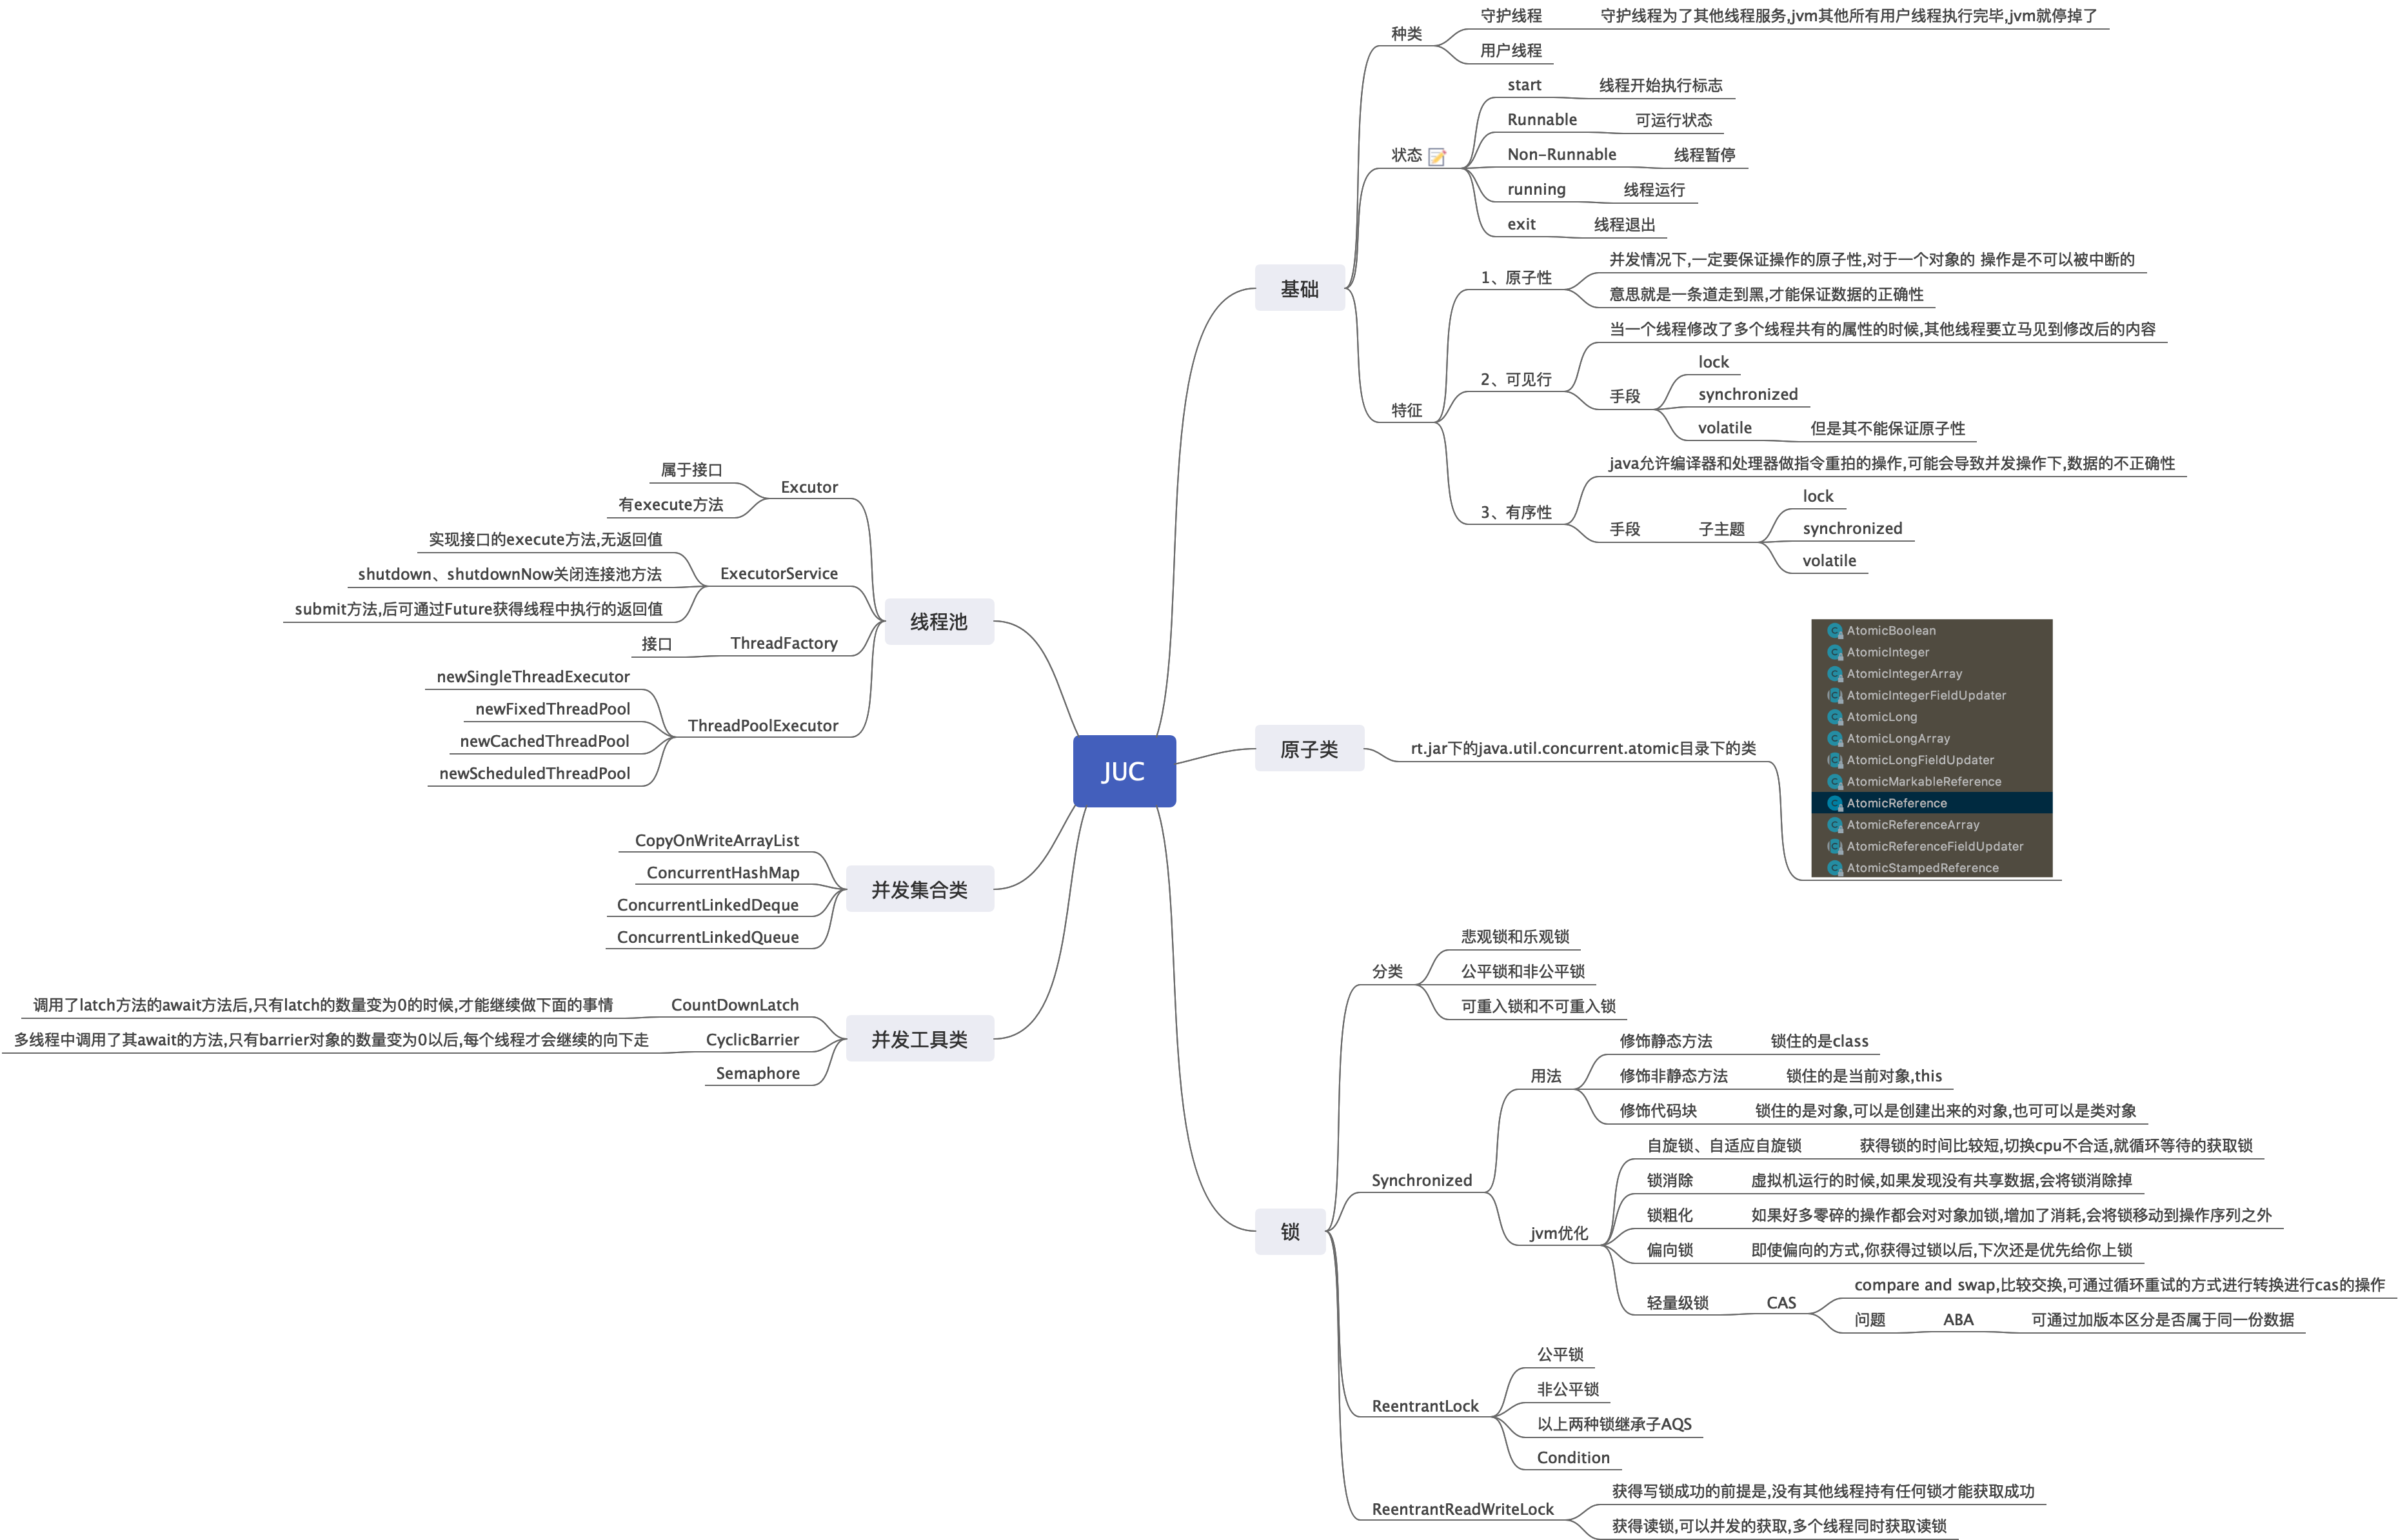 JUC
基础
种类
守护线程
守护线程为了其他线程服务,jvm其他所有用户线程执行完毕,jvm就停掉了
用户线程
状态
start
线程开始执行标志
Runnable
可运行状态
Non-Runnable
线程暂停
running
线程运行
exit
线程退出
特征
1、原子性
并发情况下,一定要保证操作的原子性,对于一个对象的 操作是不可以被中断的
意思就是一条道走到黑,才能保证数据的正确性
2、可见行
当一个线程修改了多个线程共有的属性的时候,其他线程要立马见到修改后的内容
手段
lock
synchronized
volatile
但是其不能保证原子性
3、有序性
java允许编译器和处理器做指令重拍的操作,可能会导致并发操作下,数据的不正确性
手段
子主题
lock
synchronized
volatile
原子类
rt.jar下的java.util.concurrent.atomic目录下的类
AtomicBoolean
AtomicInteger
AtomicIntegerArray
AtomicIntegerFieldUpdater
AtomicLong
AtomicLongArray
AtomicLongFieldUpdater
AtomicMarkableReference
AtomicReference
AtomicReferenceArray
AtomicReferenceFieldUpdater
AtomicStampedReference
锁
分类
悲观锁和乐观锁
公平锁和非公平锁
可重入锁和不可重入锁
Synchronized
用法
修饰静态方法
锁住的是class
修饰非静态方法
锁住的是当前对象,this
修饰代码块
锁住的是对象,可以是创建出来的对象,也可可以是类对象
jvm优化
自旋锁、自适应自旋锁
获得锁的时间比较短,切换cpu不合适,就循环等待的获取锁
锁消除
虚拟机运行的时候,如果发现没有共享数据,会将锁消除掉
锁粗化
如果好多零碎的操作都会对对象加锁,增加了消耗,会将锁移动到操作序列之外
偏向锁
即使偏向的方式,你获得过锁以后,下次还是优先给你上锁
轻量级锁
CAS
compare and swap,比较交换,可通过循环重试的方式进行转换进行cas的操作
问题
ABA
可通过加版本区分是否属于同一份数据
ReentrantLock
公平锁
非公平锁
以上两种锁继承子AQS
Condition
ReentrantReadWriteLock
获得写锁成功的前提是,没有其他线程持有任何锁才能获取成功
获得读锁,可以并发的获取,多个线程同时获取读锁
线程池
Excutor
属于接口
有execute方法
ExecutorService
实现接口的execute方法,无返回值
shutdown、shutdownNow关闭连接池方法
submit方法,后可通过Future获得线程中执行的返回值
ThreadFactory
接口
ThreadPoolExecutor
newSingleThreadExecutor
newFixedThreadPool
newCachedThreadPool
newScheduledThreadPool
并发集合类
CopyOnWriteArrayList
ConcurrentHashMap
ConcurrentLinkedDeque
ConcurrentLinkedQueue
并发工具类
CountDownLatch
调用了latch方法的await方法后,只有latch的数量变为0的时候,才能继续做下面的事情
CyclicBarrier
多线程中调用了其await的方法,只有barrier对象的数量变为0以后,每个线程才会继续的向下走
Semaphore